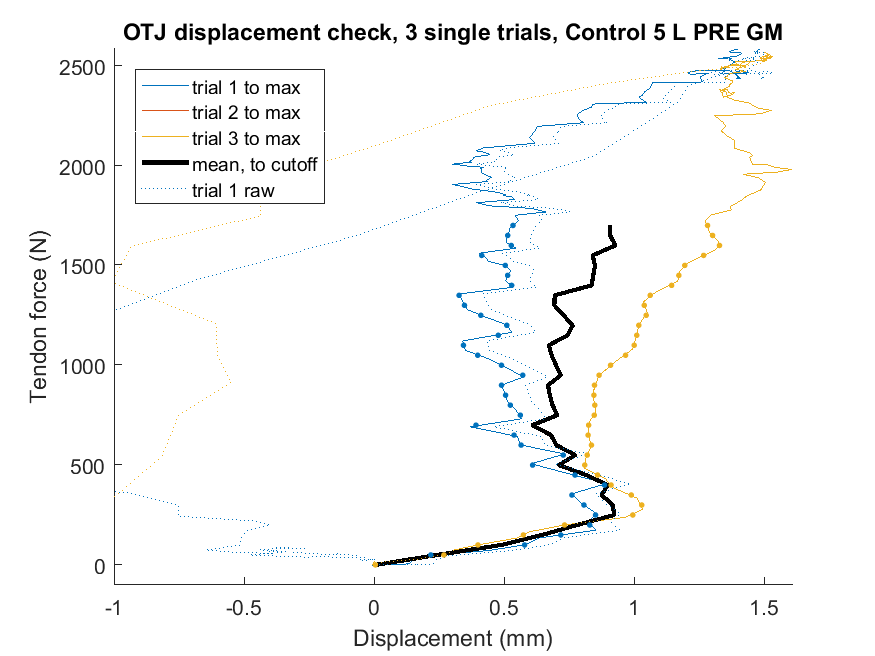 OTJ displacement check, 3 single trials, Control 5 L PRE GM
2500
2000
1500
1000
500
0
Tendon force (N)
trial 1 to max
trial 2 to max
trial 3 to max
mean, to cutoff
trial 1 raw
-1
-0.5
0
0.5
1
1.5
Displacement (mm)